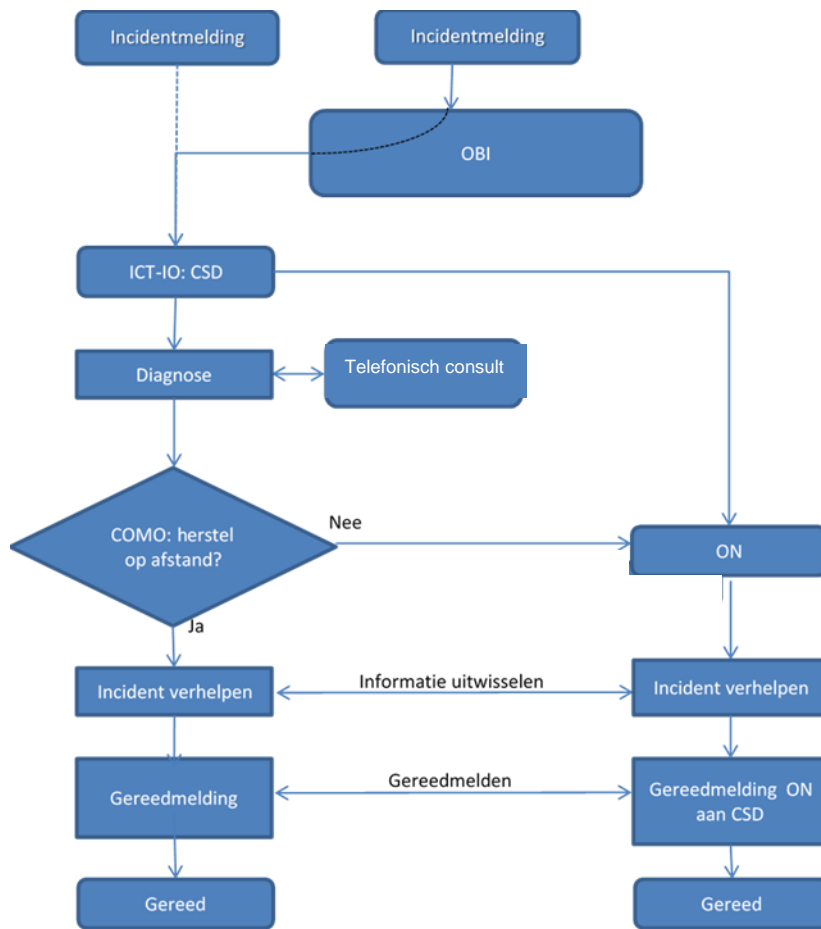 Incidentmelding
Incidentmelding
OBI
ICT-IO: CSD
Diagnose
Telefonisch consult
COMO: herstel
op afstand?
Nee
ON
Ja
Incident verhelpen
Informatie uitwisselen
Incident verhelpen
Gereedmelding
Gereedmelden
Gereedmelding ON
aan CSD
Gereed
Gereed